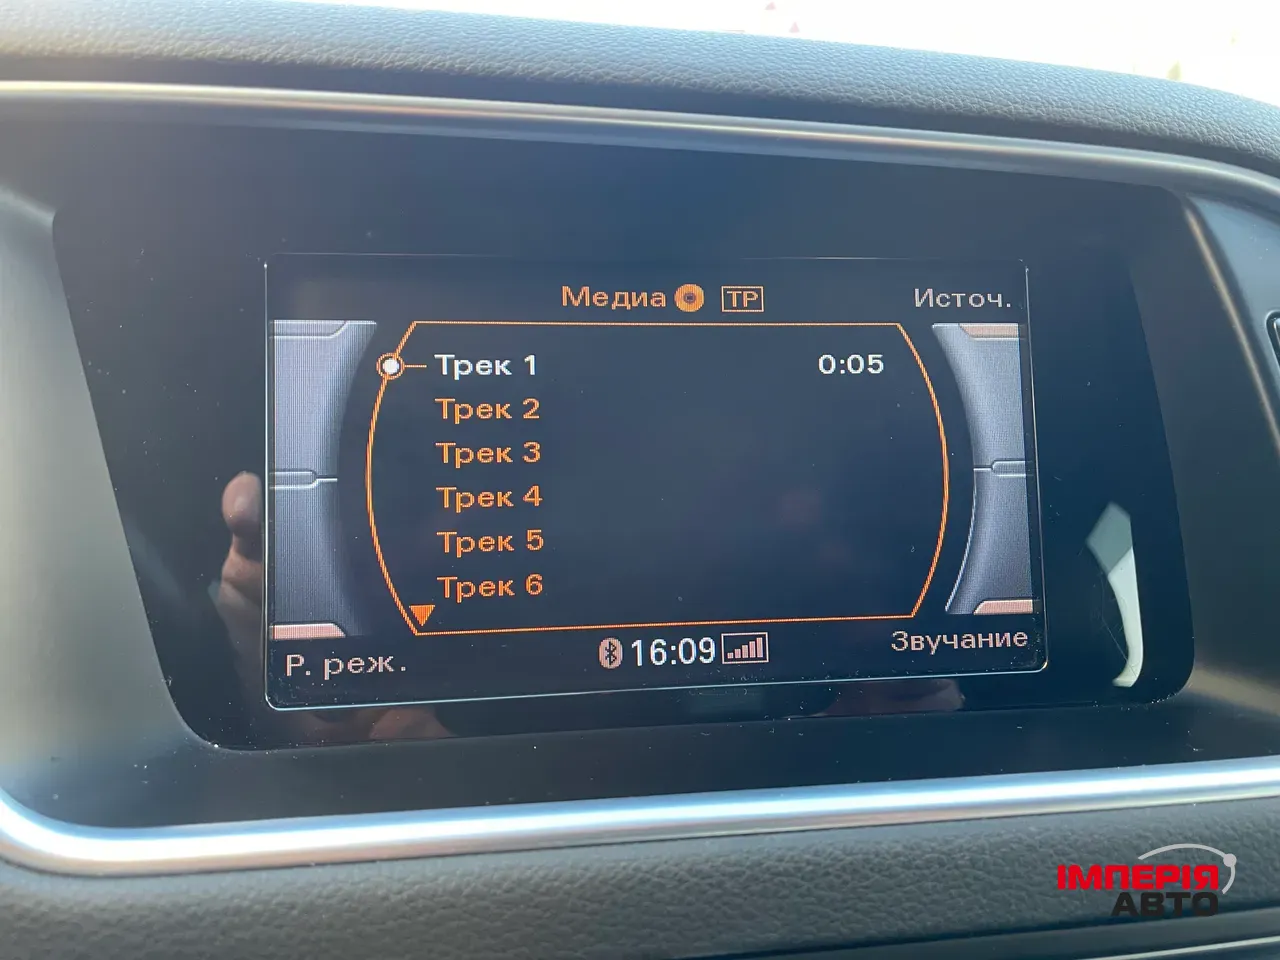 Медиа TP Источ.
Трек 1 0:05
Трек 2
Трек 3
Трек 4
Трек 5
Трек 6
Р. реж. 16:09 Звучание
ІМПЕРІЯ
АВТО